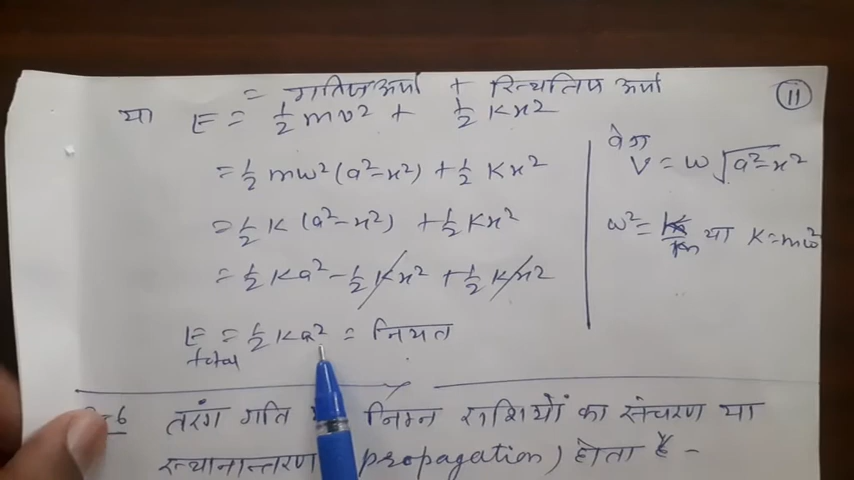 = गतिज ऊर्जा + स्थितिज ऊर्जा
11
या E = 1/2 mv² + 1/2 Kx²
= 1/2 mω²(a²-x²) + 1/2 Kx²
= 1/2 K (a²-x²) + 1/2 Kx²
= 1/2 Ka² - 1/2 Kx² + 1/2 Kx²
E total = 1/2 Ka² = नियत
वेग
V = ω√a²-x²
ω² = K/m या K=mω²
6 तरंग गति निम्न राशियों का संचरण या
स्थानान्तरण propagation) होता है -